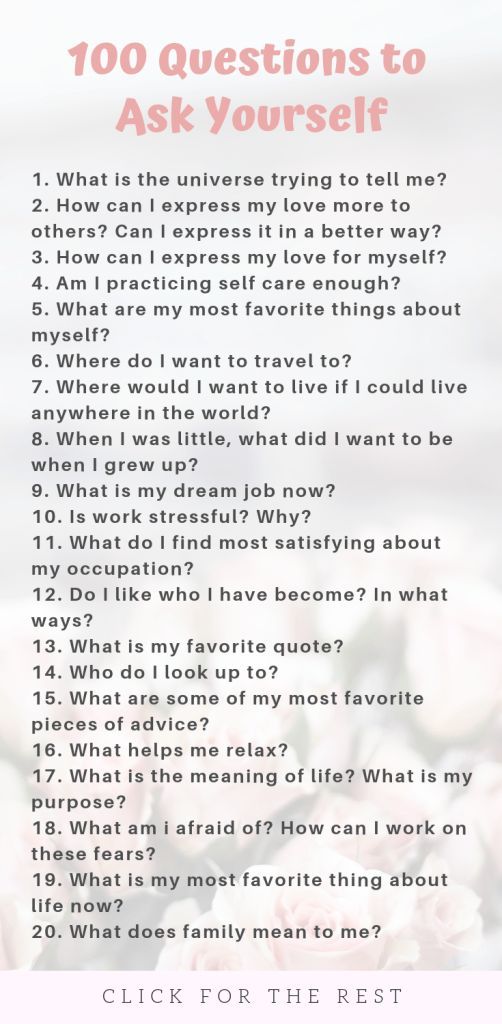 100 Questions to
Ask Yourself
1. What is the universe trying to tell me?
2. How can I express my love more to
others? Can I express it in a better way?
3. How can I express my love for myself?
4. Am I practicing self care enough?
5. What are my most favorite things about
myself?
6. Where do I want to travel to?
7. Where would I want to live if I could live
anywhere in the world?
8. When I was little, what did I want to be
when I grew up?
9. What is my dream job now?
10. Is work stressful? Why?
11. What do I find most satisfying about
my occupation?
12. Do I like who I have become? In what
ways?
13. What is my favorite quote?
14. Who do I look up to?
15. What are some of my most favorite
pieces of advice?
16. What helps me relax?
17. What is the meaning of life? What is my
purpose?
18. What am i afraid of? How can I work on
these fears?
19. What is my most favorite thing about
life now?
20. What does family mean to me?
CLICK FOR THE REST